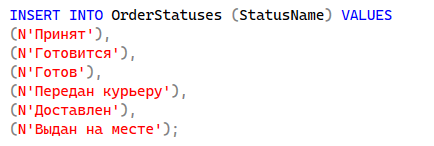 INSERT INTO OrderStatuses (StatusName) VALUES
(N'Принят'),
(N'Готовится'),
(N'Готов'),
(N'Передан курьеру'),
(N'Доставлен'),
(N'Выдан на месте');